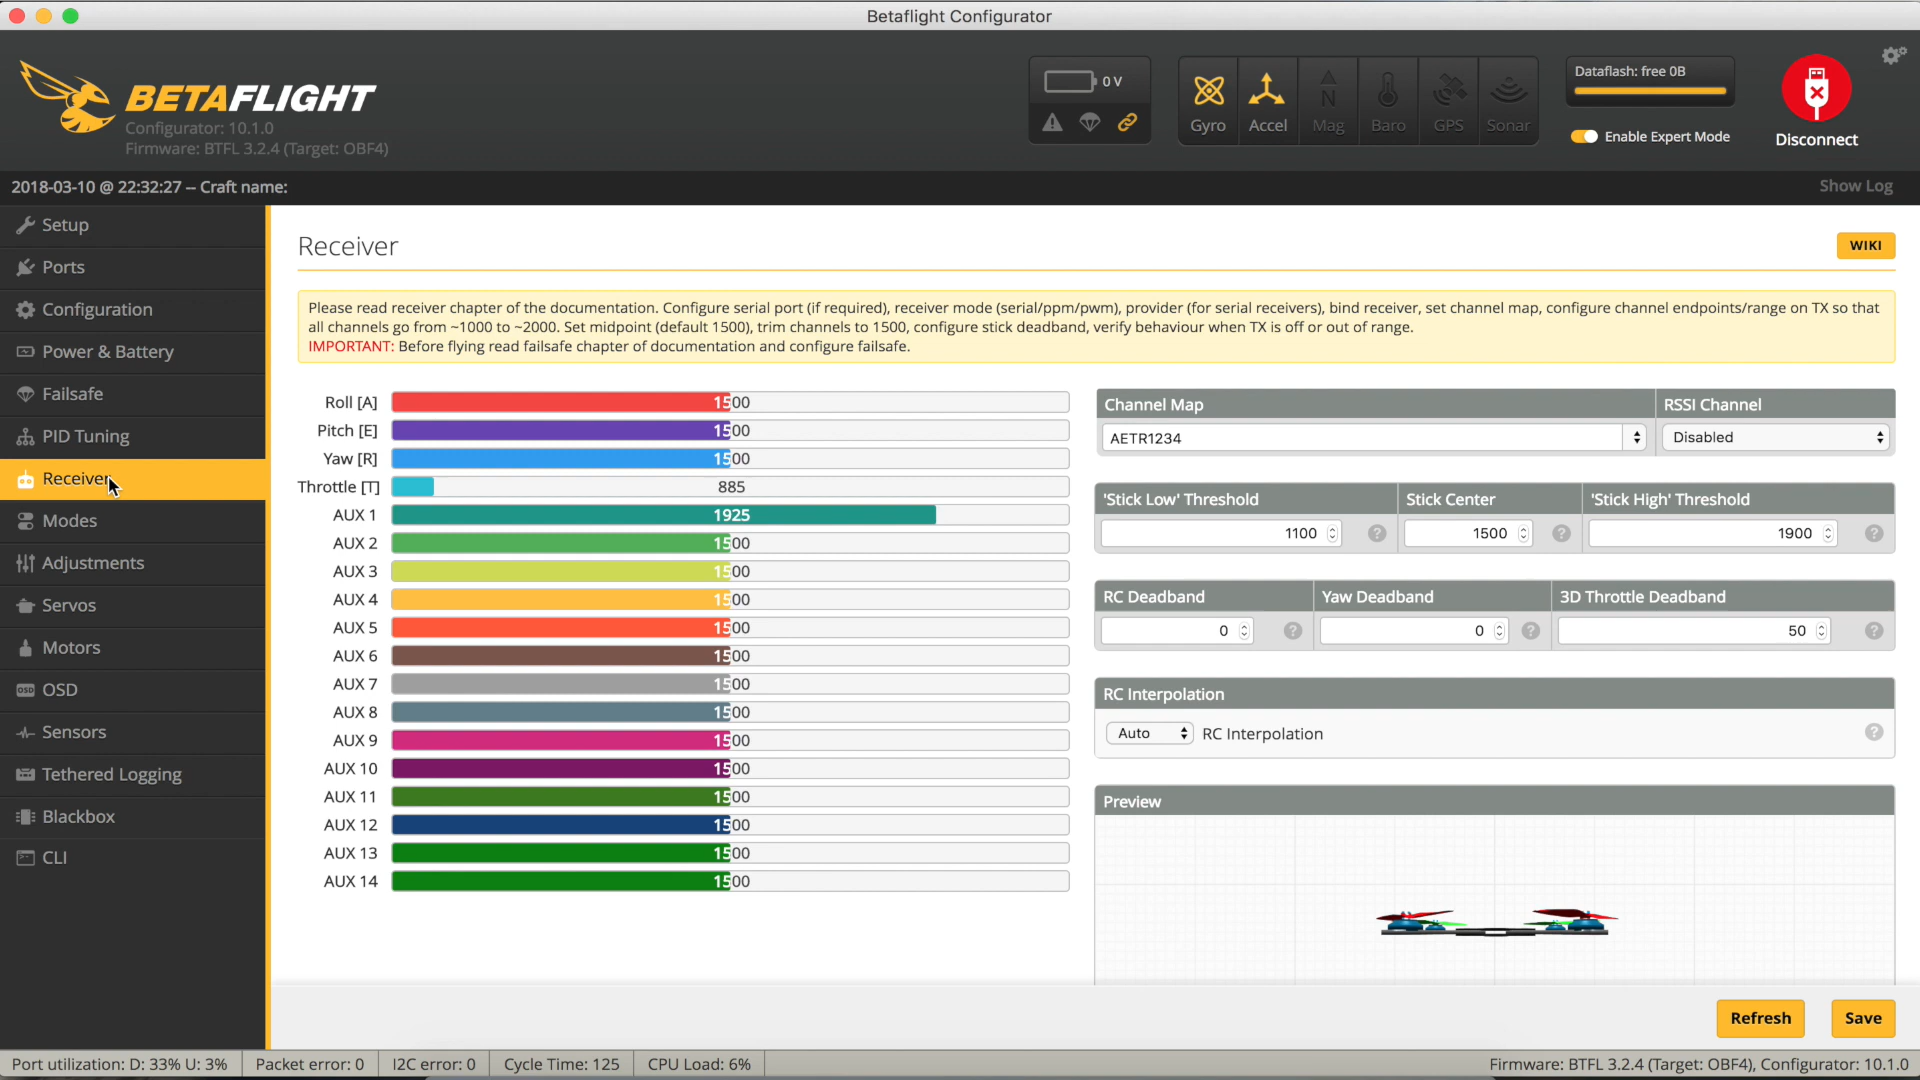 Betaflight Configurator
BETAFLIGHT
Configurator: 10.1.0
Firmware: BTFL 3.2.4 (Target: OBF4)
0 V
Gyro
Accel
Mag
Baro
GPS
Sonar
Dataflash: free 0B
Enable Expert Mode
Disconnect
2018-03-10 @ 22:32:27 -- Craft name:
Show Log
Setup
Ports
Configuration
Power & Battery
Failsafe
PID Tuning
Receiver
Modes
Adjustments
Servos
Motors
OSD OSD
Sensors
Tethered Logging
Blackbox
CLI
Receiver
WIKI
Please read receiver chapter of the documentation. Configure serial port (if required), receiver mode (serial/ppm/pwm), provider (for serial receivers), bind receiver, set channel map, configure channel endpoints/range on TX so that
all channels go from ~1000 to ~2000. Set midpoint (default 1500), trim channels to 1500, configure stick deadband, verify behaviour when TX is off or out of range.
IMPORTANT: Before flying read failsafe chapter of documentation and configure failsafe.
Roll [A] 1500
Pitch [E] 1500
Yaw [R] 1500
Throttle [T] 885
AUX 1 1925
AUX 2 1500
AUX 3 1500
AUX 4 1500
AUX 5 1500
AUX 6 1500
AUX 7 1500
AUX 8 1500
AUX 9 1500
AUX 10 1500
AUX 11 1500
AUX 12 1500
AUX 13 1500
AUX 14 1500
Channel Map RSSI Channel
AETR1234 Disabled
'Stick Low' Threshold Stick Center 'Stick High' Threshold
1100 ? 1500 ? 1900 ?
RC Deadband Yaw Deadband 3D Throttle Deadband
0 ? 0 ? 50 ?
RC Interpolation
Auto RC Interpolation ?
Preview
Refresh Save
Port utilization: D: 33% U: 3% Packet error: 0 I2C error: 0 Cycle Time: 125 CPU Load: 6% Firmware: BTFL 3.2.4 (Target: OBF4), Configurator: 10.1.0